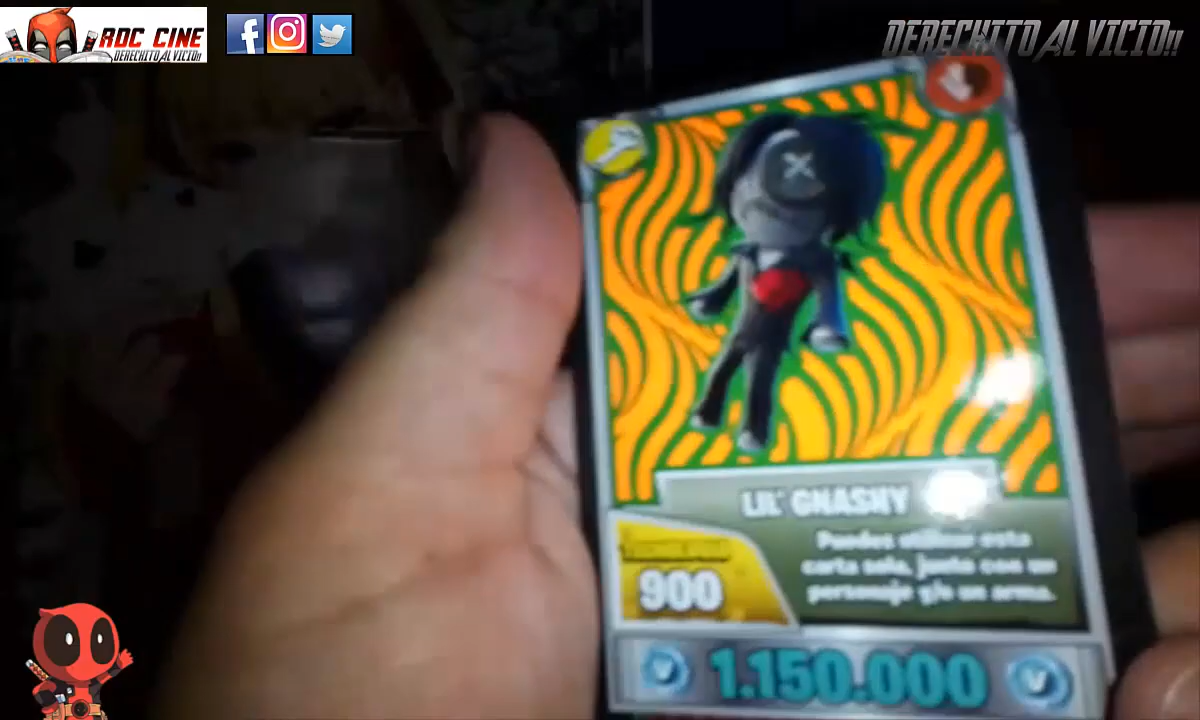 RDC CINE
DERECHITO AL VICIO!!
DERECHITO AL VICIO!!
LIL' GNASHY
Puedes utilizar esta
carta sola, junto con un
personaje y/o un arma.
900
1.150.000